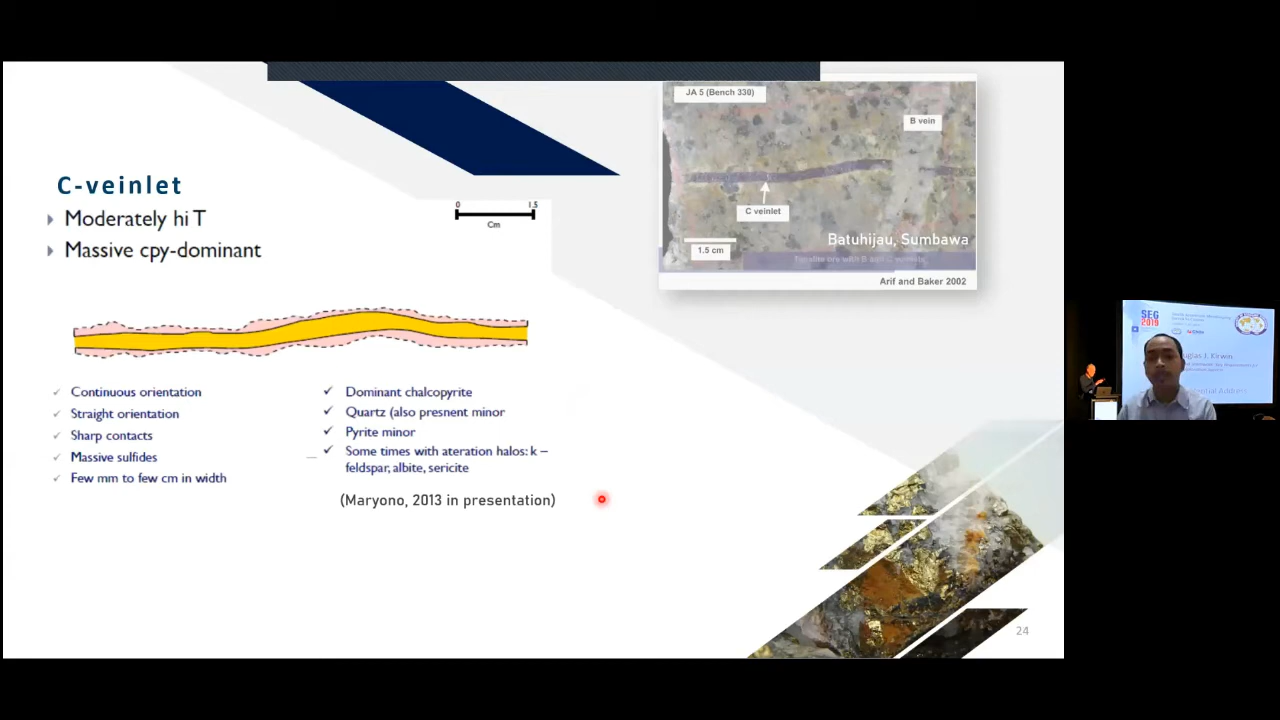 C-veinlet
Moderately hi T
Massive cpy-dominant
0 1.5
Cm
Continuous orientation
Straight orientation
Sharp contacts
Massive sulfides
Few mm to few cm in width
Dominant chalcopyrite
Quartz (also presnent minor
Pyrite minor
Some times with ateration halos: k –
feldspar, albite, sericite
(Maryono, 2013 in presentation)
JA 5 (Bench 330)
B vein
C veinlet
1.5 cm
Batuhijau, Sumbawa
Arif and Baker 2002
24
SEG
2019